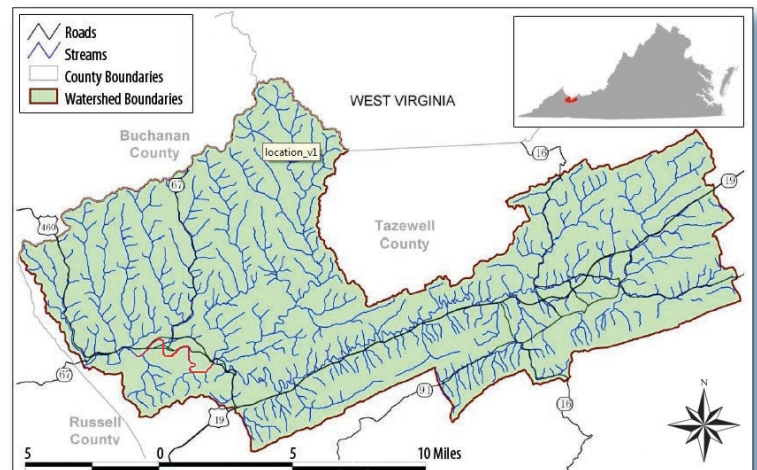 Roads
Streams
County Boundaries
Watershed Boundaries
WEST VIRGINIA
Buchanan
County
location_v1
16
67
19
460
Tazewell
County
67
91
16
19
Russell
County
N
5 0 5 10 Miles